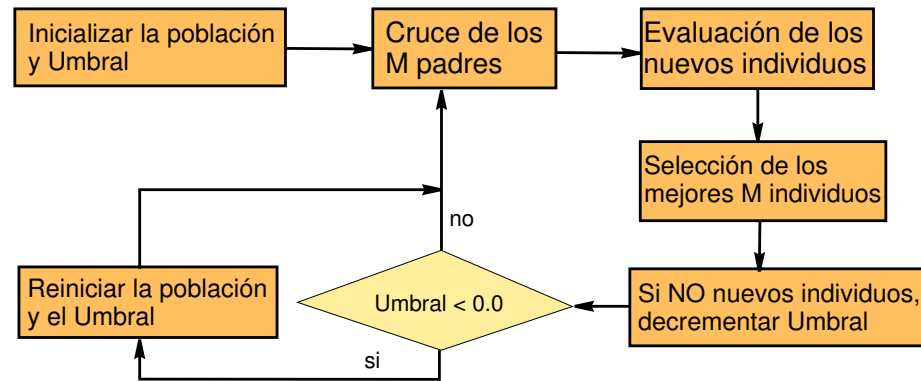 Inicializar la población
y Umbral
Cruce de los
M padres
Evaluación de los
nuevos individuos
Selección de los
mejores M individuos
Si NO nuevos individuos,
decrementar Umbral
Umbral < 0.0
no
si
Reiniciar la población
y el Umbral